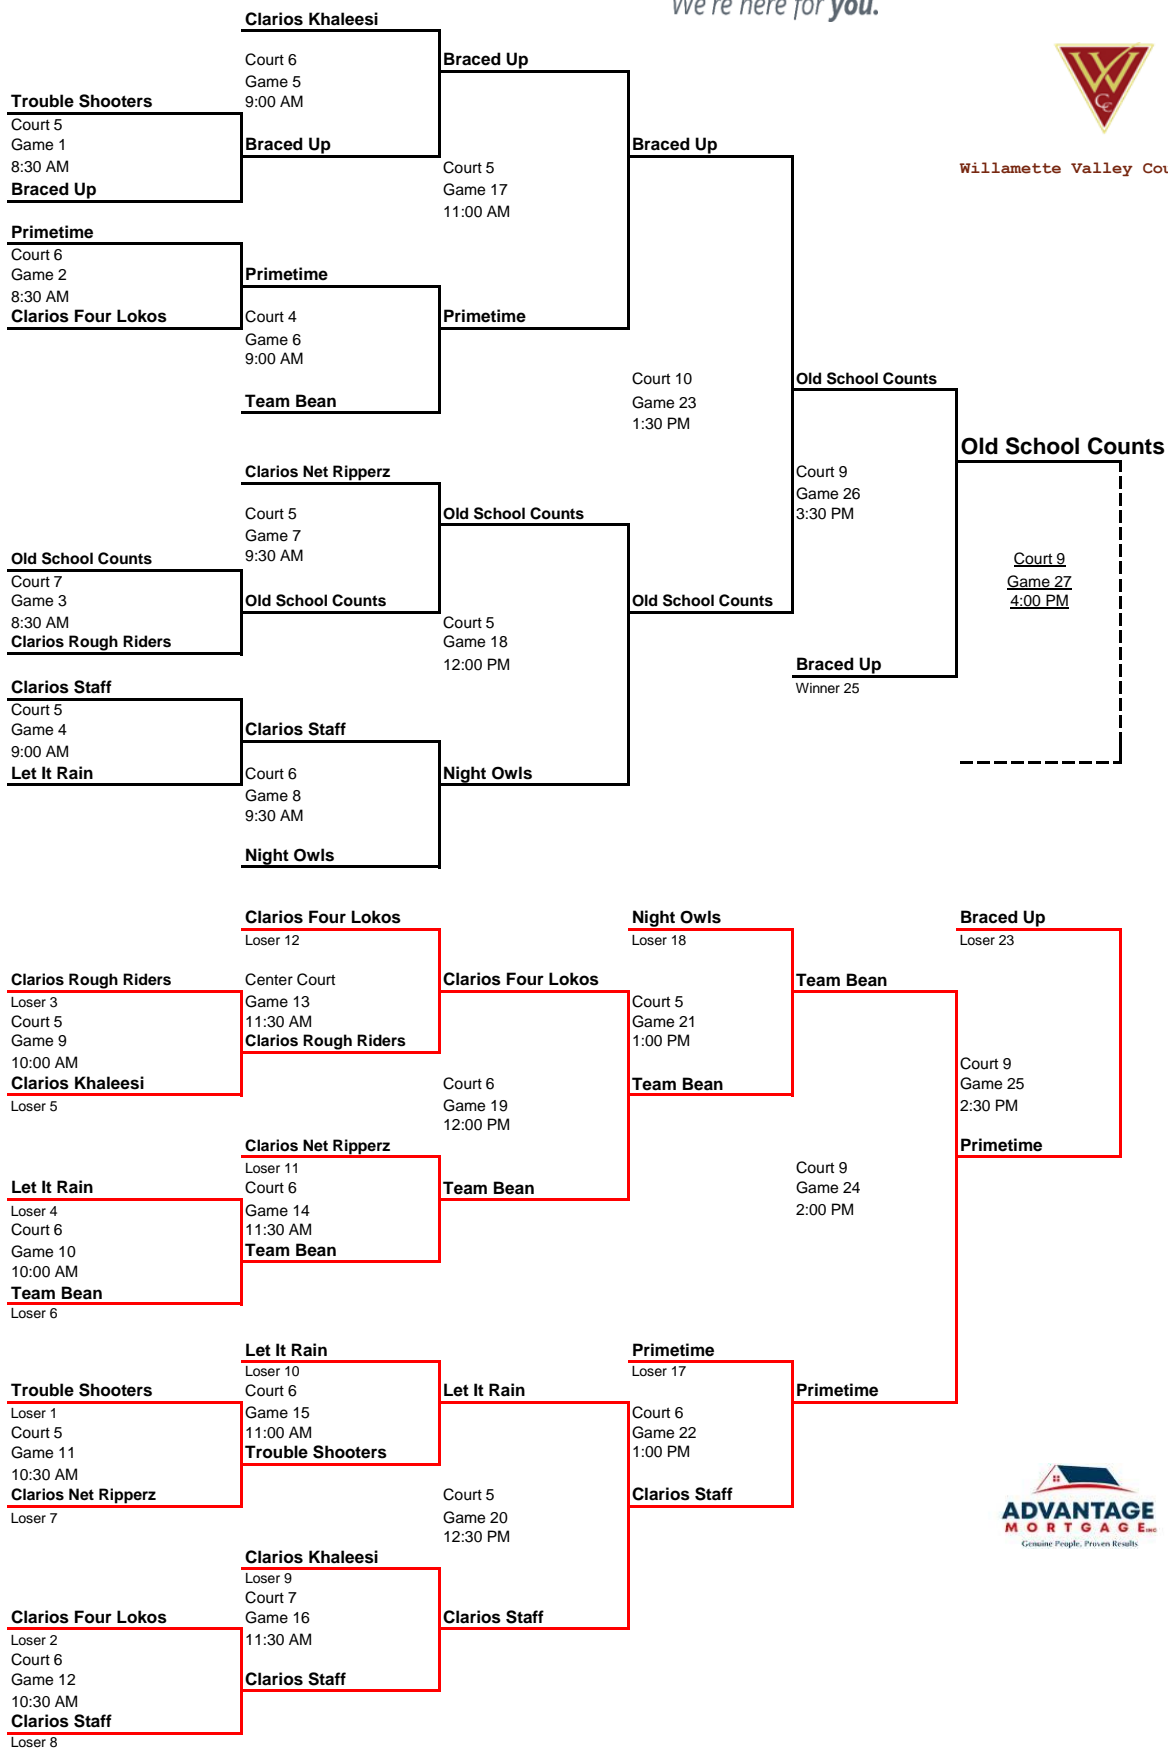 We're here for you.
Clarios Khaleesi
Court 6
Game 5
9:00 AM
Braced Up
Trouble Shooters
Court 5
Game 1
8:30 AM
Braced Up
Braced Up
Court 5
Game 17
11:00 AM
Braced Up
W
CC
Willamette Valley Cou
Primetime
Court 6
Game 2
8:30 AM
Clarios Four Lokos
Primetime
Court 4
Game 6
9:00 AM
Team Bean
Primetime
Court 10
Game 23
1:30 PM
Old School Counts
Old School Counts
Clarios Net Ripperz
Court 5
Game 7
9:30 AM
Old School Counts
Court 9
Game 26
3:30 PM
Old School Counts
Court 7
Game 3
8:30 AM
Clarios Rough Riders
Old School Counts
Court 5
Game 18
12:00 PM
Old School Counts
Court 9
Game 27
4:00 PM
Braced Up
Winner 25
Clarios Staff
Court 5
Game 4
9:00 AM
Let It Rain
Clarios Staff
Court 6
Game 8
9:30 AM
Night Owls
Night Owls
Clarios Four Lokos
Loser 12
Night Owls
Loser 18
Braced Up
Loser 23
Clarios Rough Riders
Loser 3
Court 5
Game 9
10:00 AM
Clarios Khaleesi
Loser 5
Center Court
Game 13
11:30 AM
Clarios Rough Riders
Clarios Four Lokos
Court 6
Game 19
12:00 PM
Court 5
Game 21
1:00 PM
Team Bean
Team Bean
Court 9
Game 25
2:30 PM
Primetime
Clarios Net Ripperz
Loser 11
Court 6
Game 14
11:30 AM
Team Bean
Team Bean
Court 9
Game 24
2:00 PM
Let It Rain
Loser 4
Court 6
Game 10
10:00 AM
Team Bean
Loser 6
Let It Rain
Loser 10
Court 6
Game 15
11:00 AM
Trouble Shooters
Primetime
Loser 17
Trouble Shooters
Loser 1
Court 5
Game 11
10:30 AM
Clarios Net Ripperz
Loser 7
Let It Rain
Court 5
Game 20
12:30 PM
Court 6
Game 22
1:00 PM
Clarios Staff
Primetime
ADVANTAGE
MORTGAGE INC
Genuine People, Proven Results
Clarios Khaleesi
Loser 9
Court 7
Game 16
11:30 AM
Clarios Staff
Clarios Staff
Clarios Four Lokos
Loser 2
Court 6
Game 12
10:30 AM
Clarios Staff
Loser 8